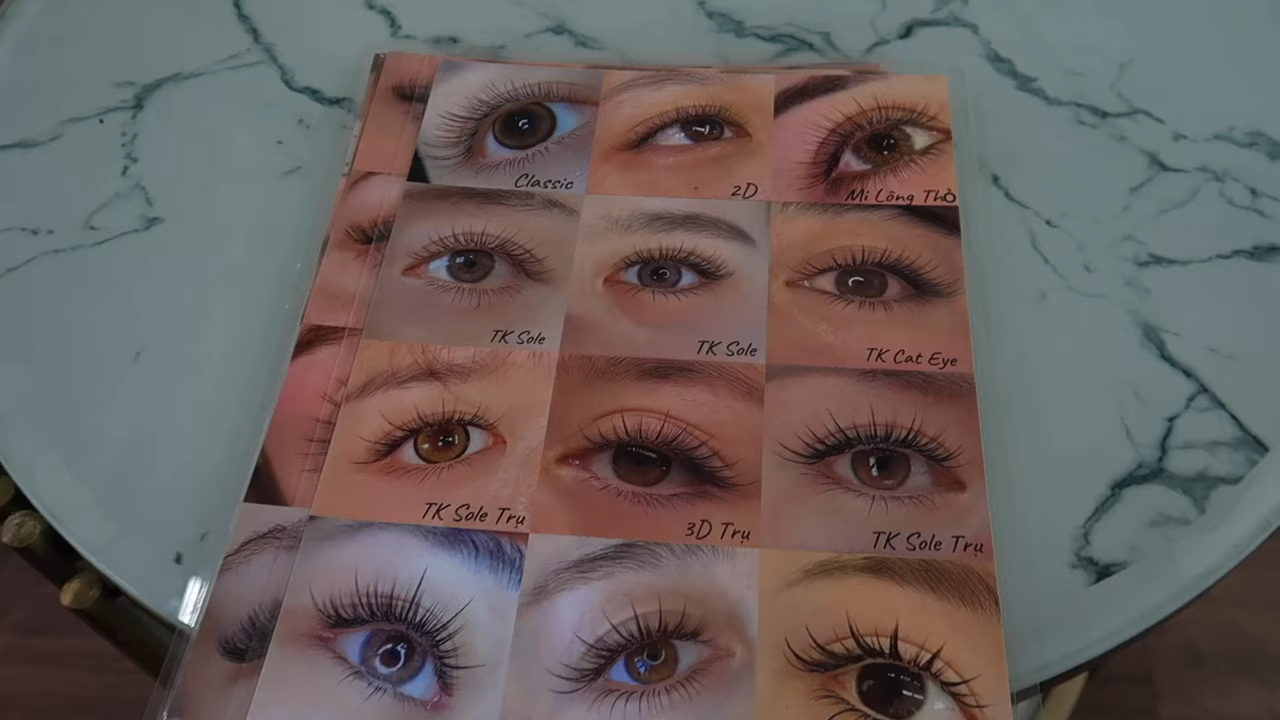 Classic
2D
Mi Lông Thỏ
TK Sole
TK Sole
TK Cat Eye
TK Sole Trụ
3D Trụ
TK Sole Trụ